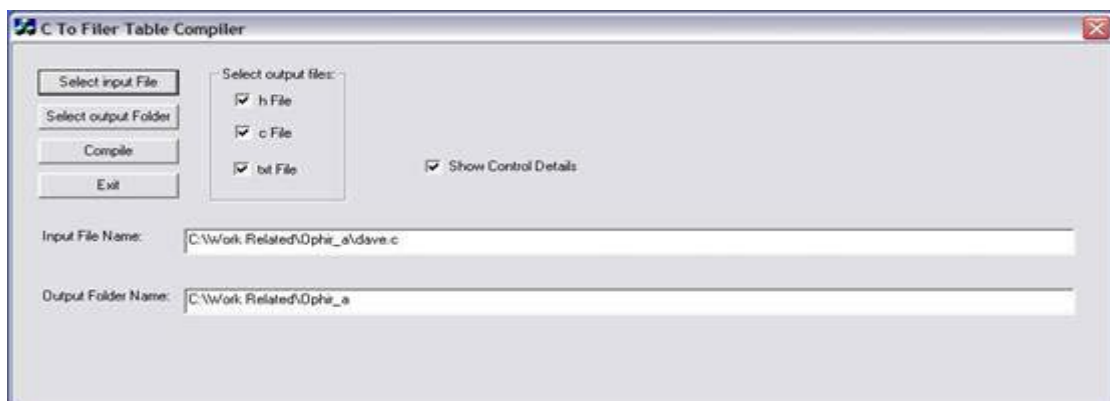 C To Filer Table Compiler
Select input File
Select output Folder
Compile
Exit
Select output files:
h File
c File
txt File
Show Control Details
Input File Name:
C:\Work Related\Ophir_a\dave.c
Output Folder Name:
C:\Work Related\Ophir_a